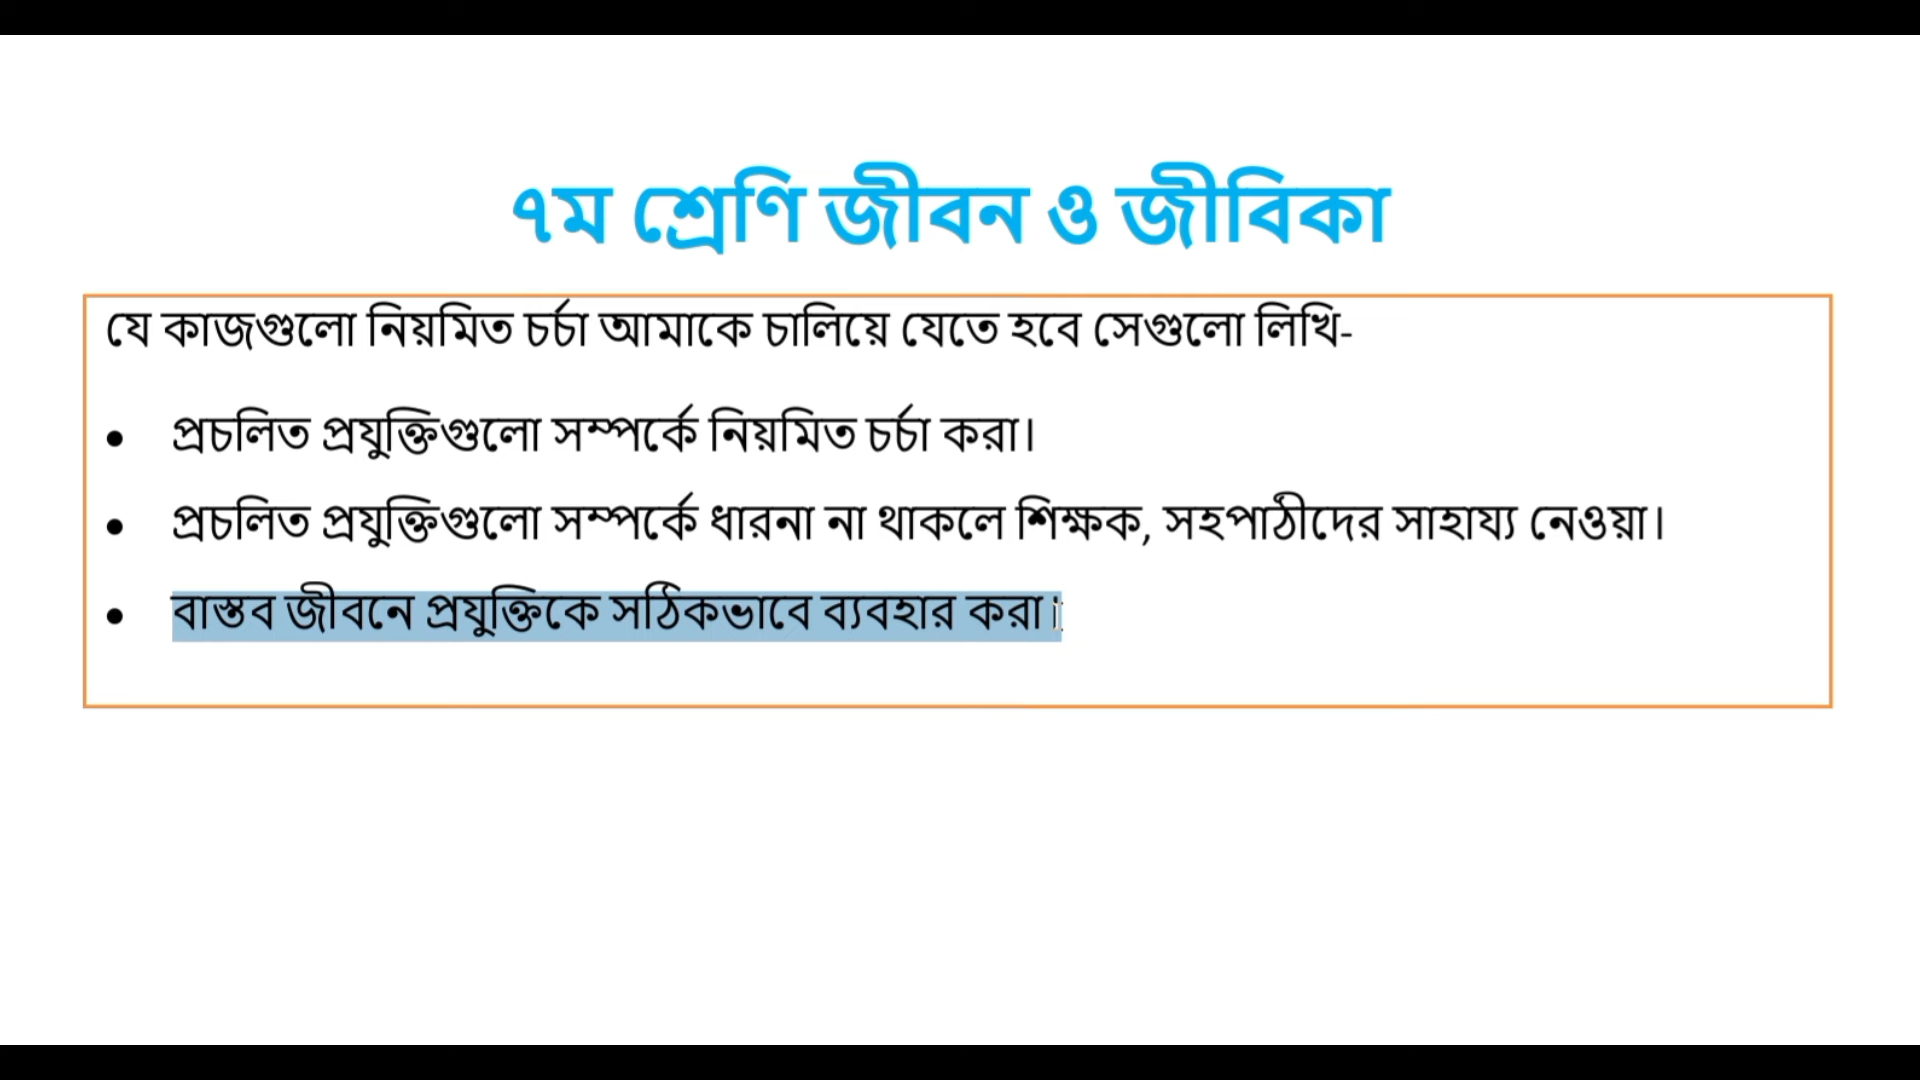 ৭ম শ্রেণি জীবন ও জীবিকা
যে কাজগুলো নিয়মিত চর্চা আমাকে চালিয়ে যেতে হবে সেগুলো লিখি-
• প্রচলিত প্রযুক্তিগুলো সম্পর্কে নিয়মিত চর্চা করা।
• প্রচলিত প্রযুক্তিগুলো সম্পর্কে ধারনা না থাকলে শিক্ষক, সহপাঠীদের সাহায্য নেওয়া।
• বাস্তব জীবনে প্রযুক্তিকে সঠিকভাবে ব্যবহার করা।